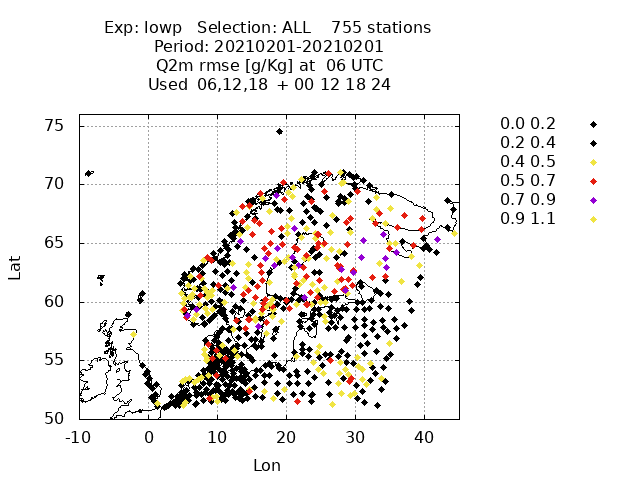 Exp: lowp Selection: ALL 755 stations
Period: 20210201-20210201
Q2m rmse [g/Kg] at 06 UTC
Used 06,12,18 + 00 12 18 24
0.0 0.2
0.2 0.4
0.4 0.5
0.5 0.7
0.7 0.9
0.9 1.1
75
70
65
60
55
50
Lat
-10 0 10 20 30 40
Lon